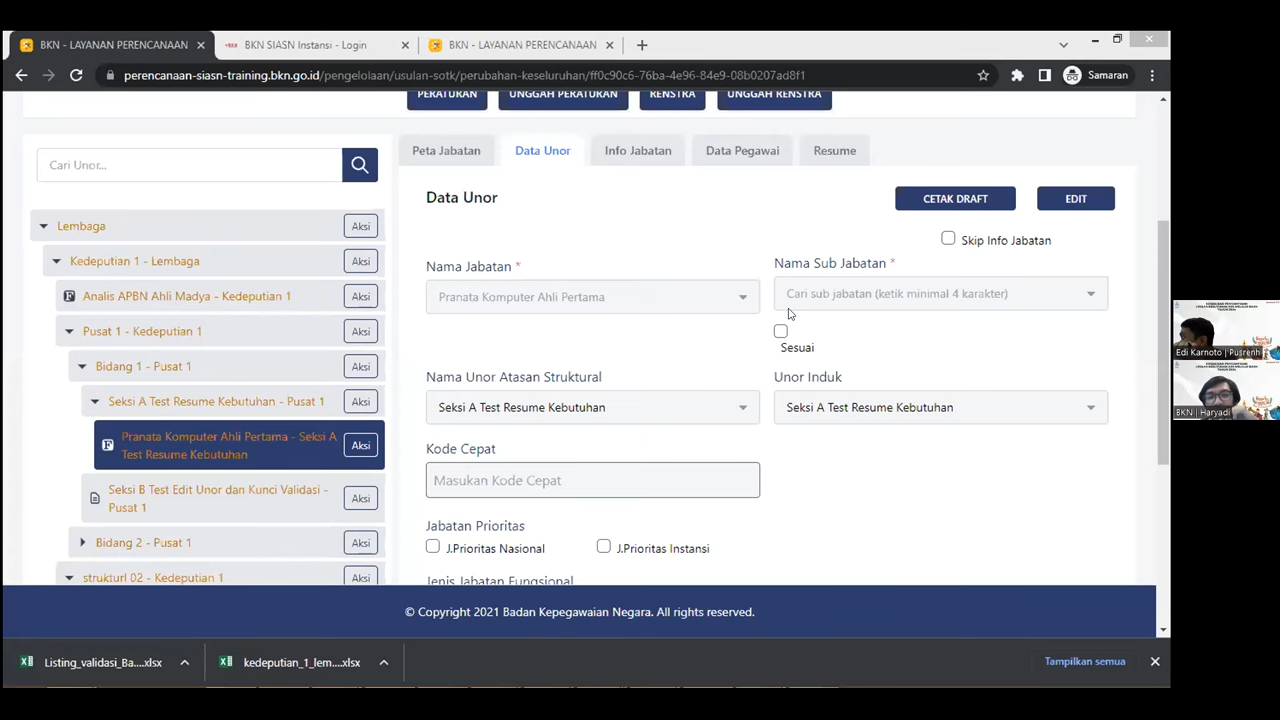 BKN - LAYANAN PERENCANAAN
BKN SIASN Instansi - Login
BKN - LAYANAN PERENCANAAN
perencanaan-siasn-training.bkn.go.id/pengelolaan/usulan-sotk/perubahan-keseluruhan/ff0c90c6-76ba-4e96-84e9-08b0207ad8f1
Samaran
PERATURAN
UNGGAH PERATURAN
RENSTRA
UNGGAH RENSTRA
Cari Unor...
Lembaga
Aksi
Kedeputian 1 - Lembaga
Aksi
Analis APBN Ahli Madya - Kedeputian 1
Aksi
Pusat 1 - Kedeputian 1
Aksi
Bidang 1 - Pusat 1
Aksi
Seksi A Test Resume Kebutuhan - Pusat 1
Aksi
Pranata Komputer Ahli Pertama - Seksi A
Test Resume Kebutuhan
Aksi
Seksi B Test Edit Unor dan Kunci Validasi -
Pusat 1
Aksi
Bidang 2 - Pusat 1
Aksi
strukturl 02 - Kedeputian 1
Aksi
Peta Jabatan
Data Unor
Info Jabatan
Data Pegawai
Resume
Data Unor
CETAK DRAFT
EDIT
Skip Info Jabatan
Nama Jabatan *
Pranata Komputer Ahli Pertama
Nama Sub Jabatan *
Cari sub jabatan (ketik minimal 4 karakter)
Sesuai
Nama Unor Atasan Struktural
Seksi A Test Resume Kebutuhan
Unor Induk
Seksi A Test Resume Kebutuhan
Kode Cepat
Masukan Kode Cepat
Jabatan Prioritas
J.Prioritas Nasional
J.Prioritas Instansi
Jenis Jabatan Fungsional
© Copyright 2021 Badan Kepegawaian Negara. All rights reserved.
Listing_validasi_Ba....xlsx
kedeputian_1_lem....xlsx
Tampilkan semua
Edi Karnoto | Pusrenh
BKN | Haryadi